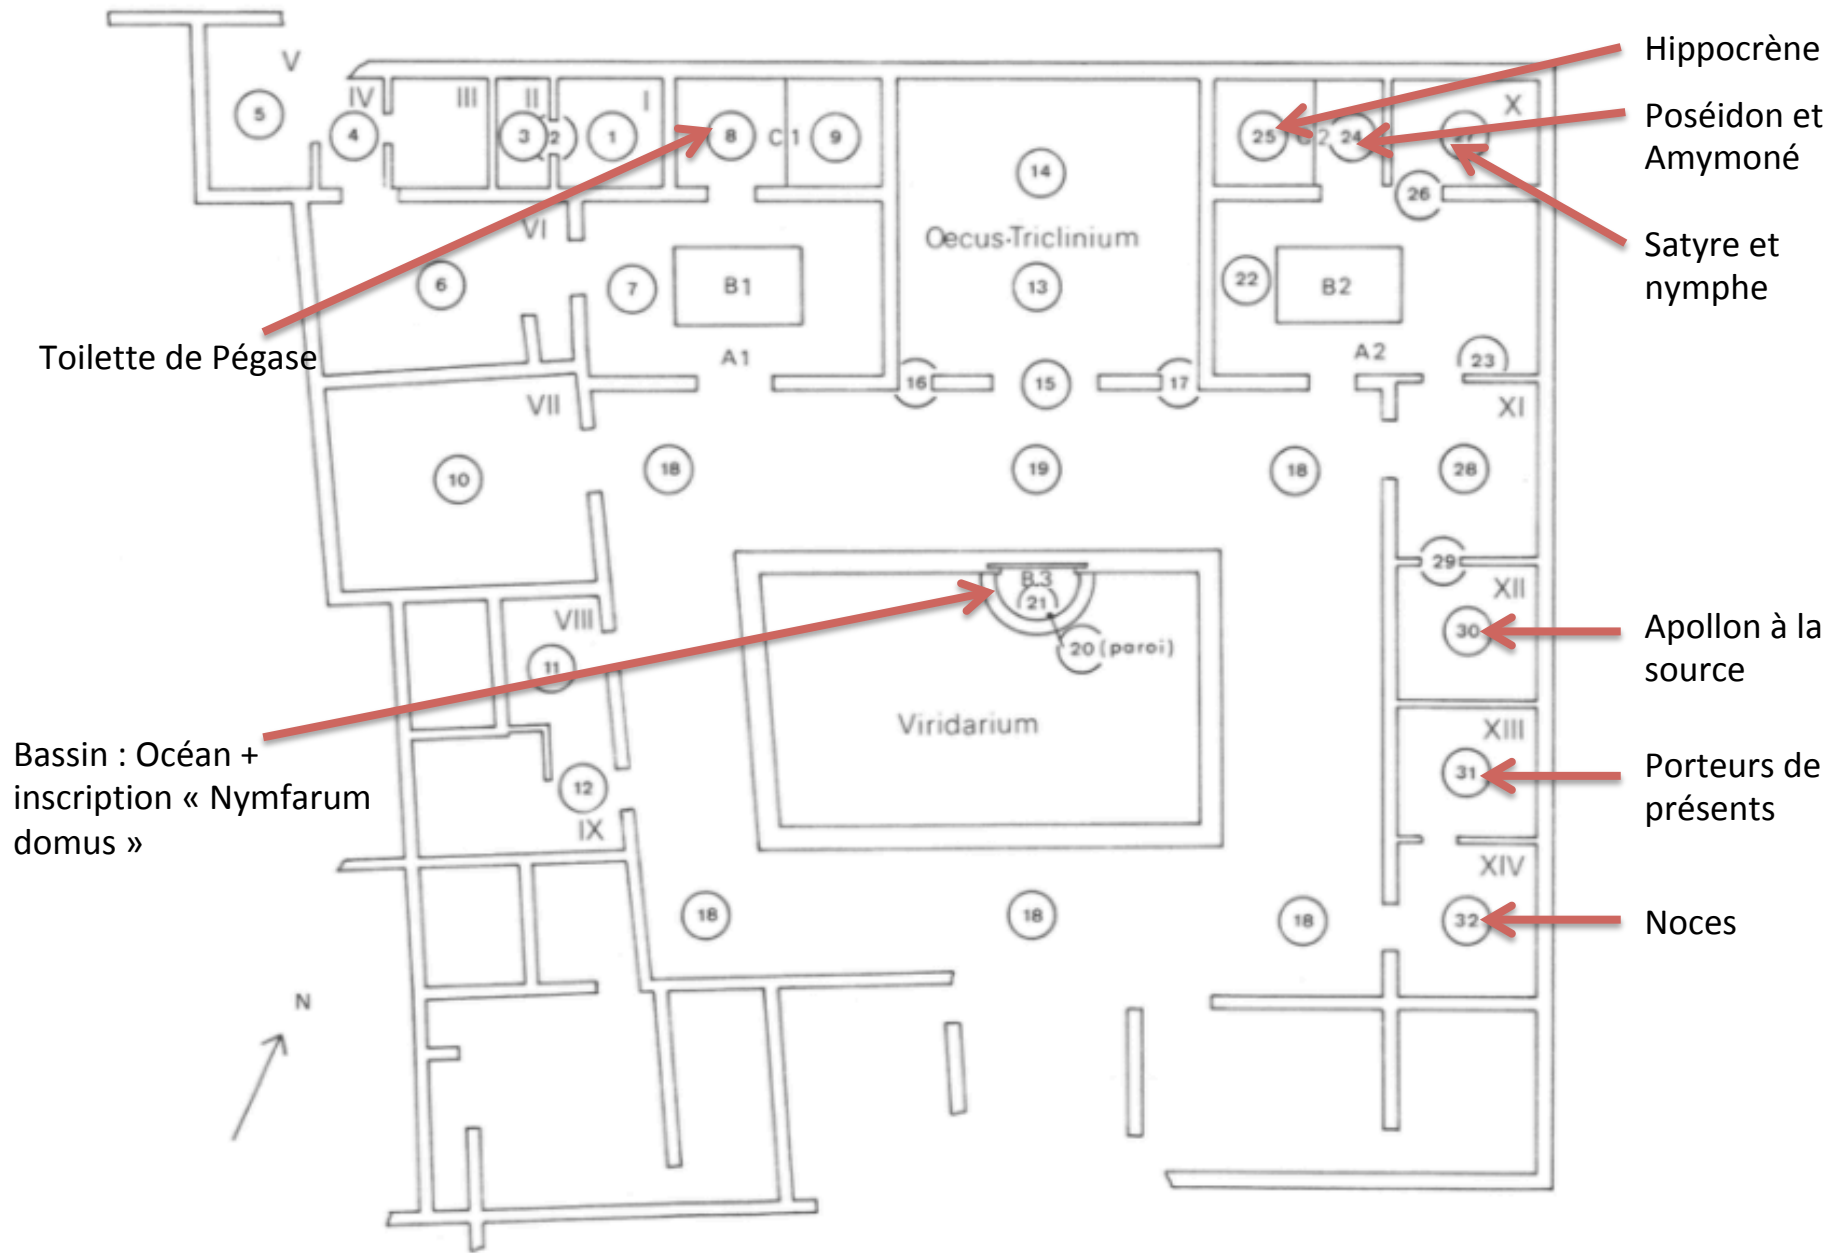 Hippocrène
Poséidon et
Amymoné
Satyre et
nymphe
Toilette de Pégase
Bassin : Océan +
inscription « Nymfarum
domus »
Apollon à la
source
Porteurs de
présents
Noces
V
5
IV
4
III
II
3
2
I
1
8
C1
9
14
Œcus-Triclinium
13
25
C2
24
X
27
26
VI
6
7
B1
A1
22
B2
A2
23
16
15
17
VII
10
18
19
18
XI
28
29
B.3
21
20 (paroi)
Viridarium
VIII
11
12
IX
XII
30
XIII
31
XIV
32
18
18
18
N